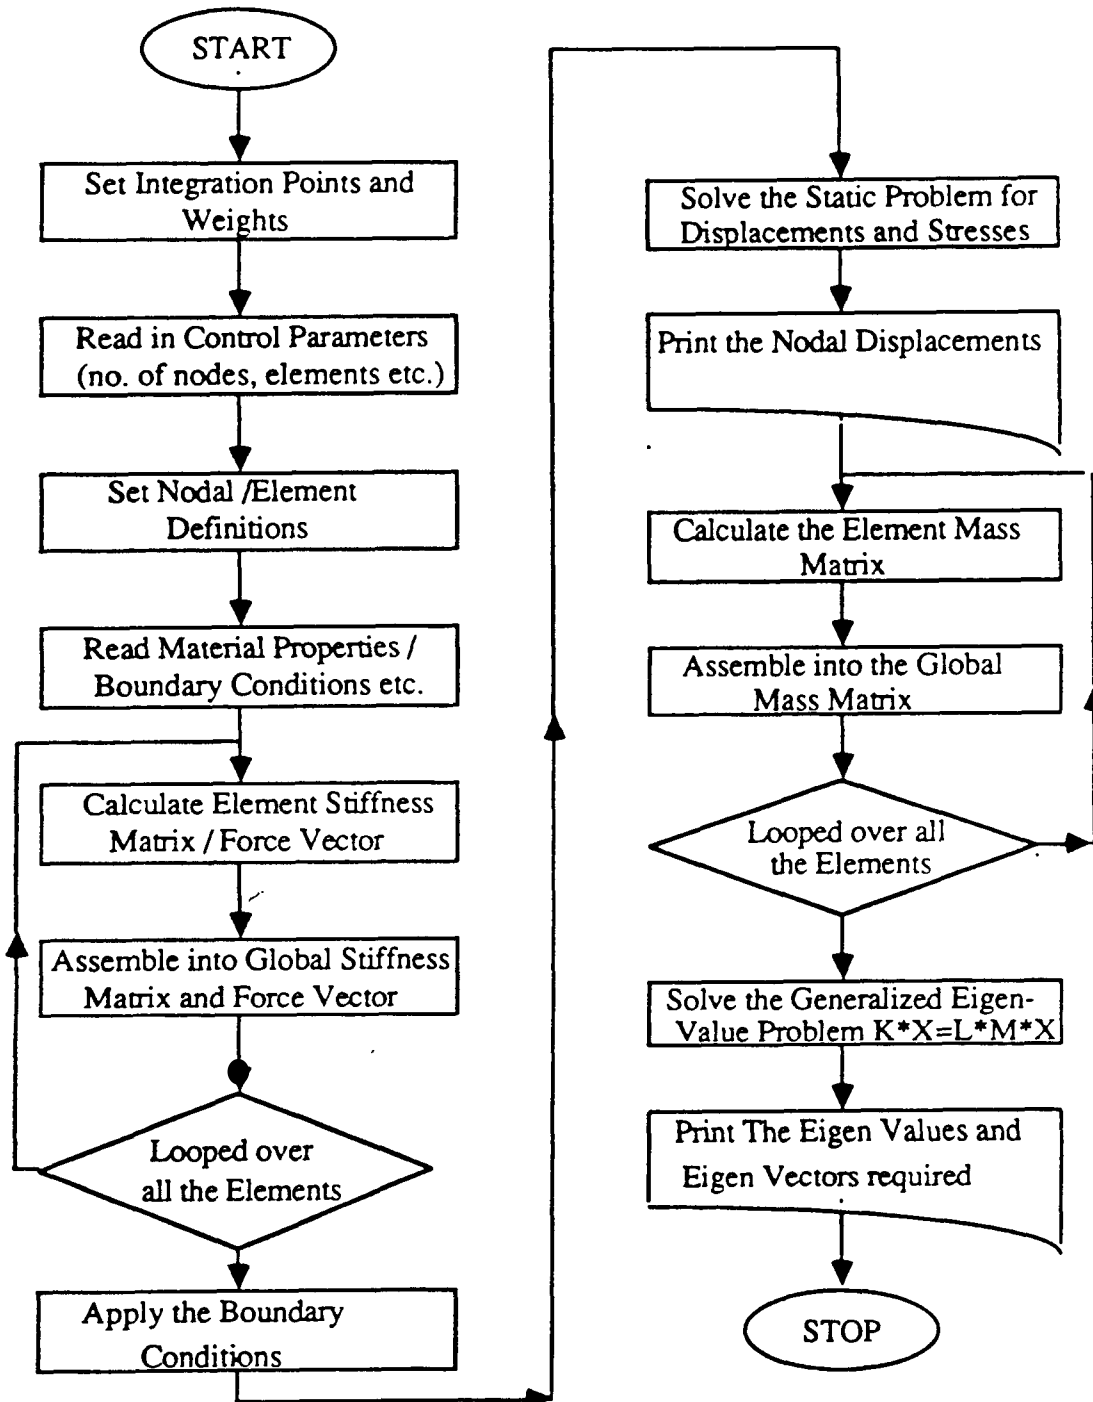 START
Set Integration Points and
Weights
Read in Control Parameters
(no. of nodes, elements etc.)
Set Nodal /Element
Definitions
Read Material Properties /
Boundary Conditions etc.
Calculate Element Stiffness
Matrix / Force Vector
Assemble into Global Stiffness
Matrix and Force Vector
Looped over
all the Elements
Apply the Boundary
Conditions
Solve the Static Problem for
Displacements and Stresses
Print the Nodal Displacements
Calculate the Element Mass
Matrix
Assemble into the Global
Mass Matrix
Looped over all
the Elements
Solve the Generalized Eigen-
Value Problem K*X=L*M*X
Print The Eigen Values and
Eigen Vectors required
STOP